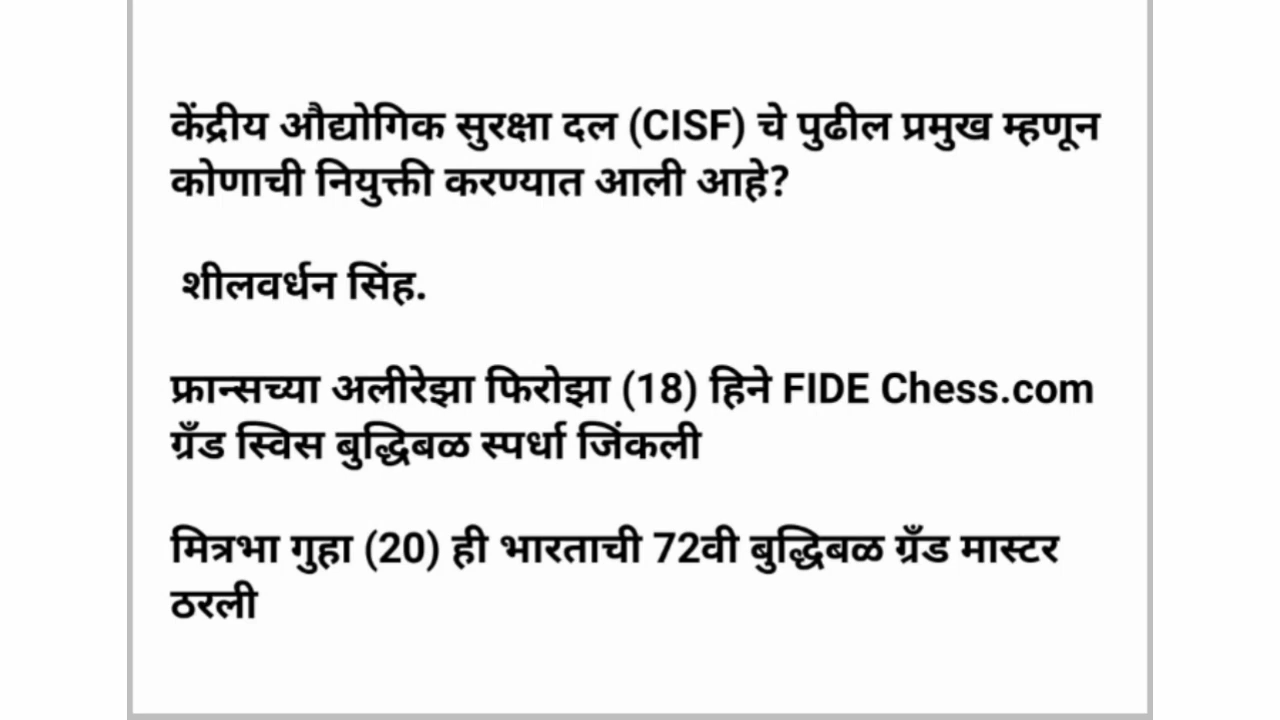 केंद्रीय औद्योगिक सुरक्षा दल (CISF) चे पुढील प्रमुख म्हणून
कोणाची नियुक्ती करण्यात आली आहे?
शीलवर्धन सिंह.
फ्रान्सच्या अलीरेझा फिरोझा (18) हिने FIDE Chess.com
ग्रँड स्विस बुद्धिबळ स्पर्धा जिंकली
मित्रभा गुहा (20) ही भारताची 72वी बुद्धिबळ ग्रँड मास्टर
ठरली